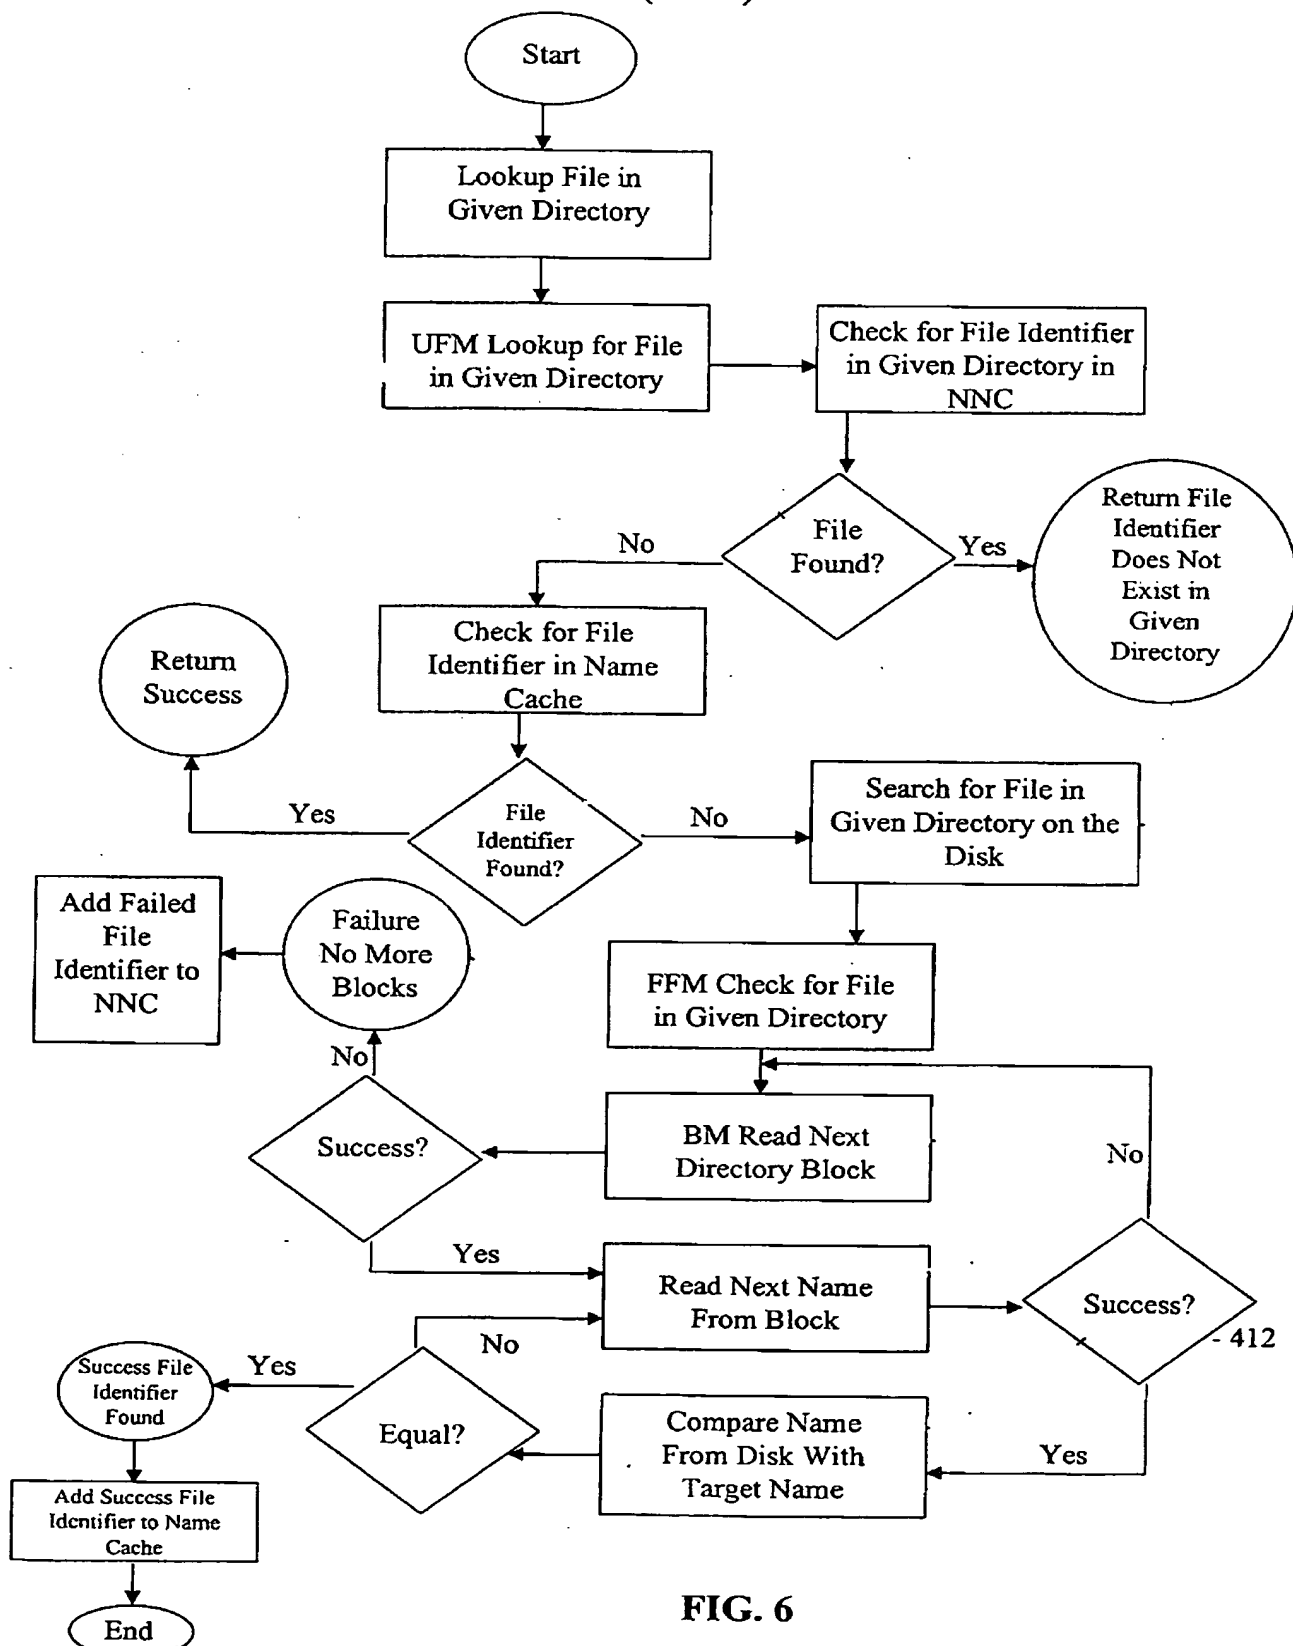 Start
Lookup File in
Given Directory
UFM Lookup for File
in Given Directory
Check for File Identifier
in Given Directory in
NNC
File
Found?
No
Yes
Return File
Identifier
Does Not
Exist in
Given
Directory
Check for File
Identifier in Name
Cache
Return
Success
File
Identifier
Found?
Yes
No
Search for File in
Given Directory on the
Disk
Add Failed
File
Identifier to
NNC
Failure
No More
Blocks
FFM Check for File
in Given Directory
No
Success?
BM Read Next
Directory Block
No
Yes
Read Next Name
From Block
Success?
- 412
No
Success File
Identifier
Found
Yes
Equal?
Compare Name
From Disk With
Target Name
Yes
Add Success File
Identifier to Name
Cache
End
FIG. 6